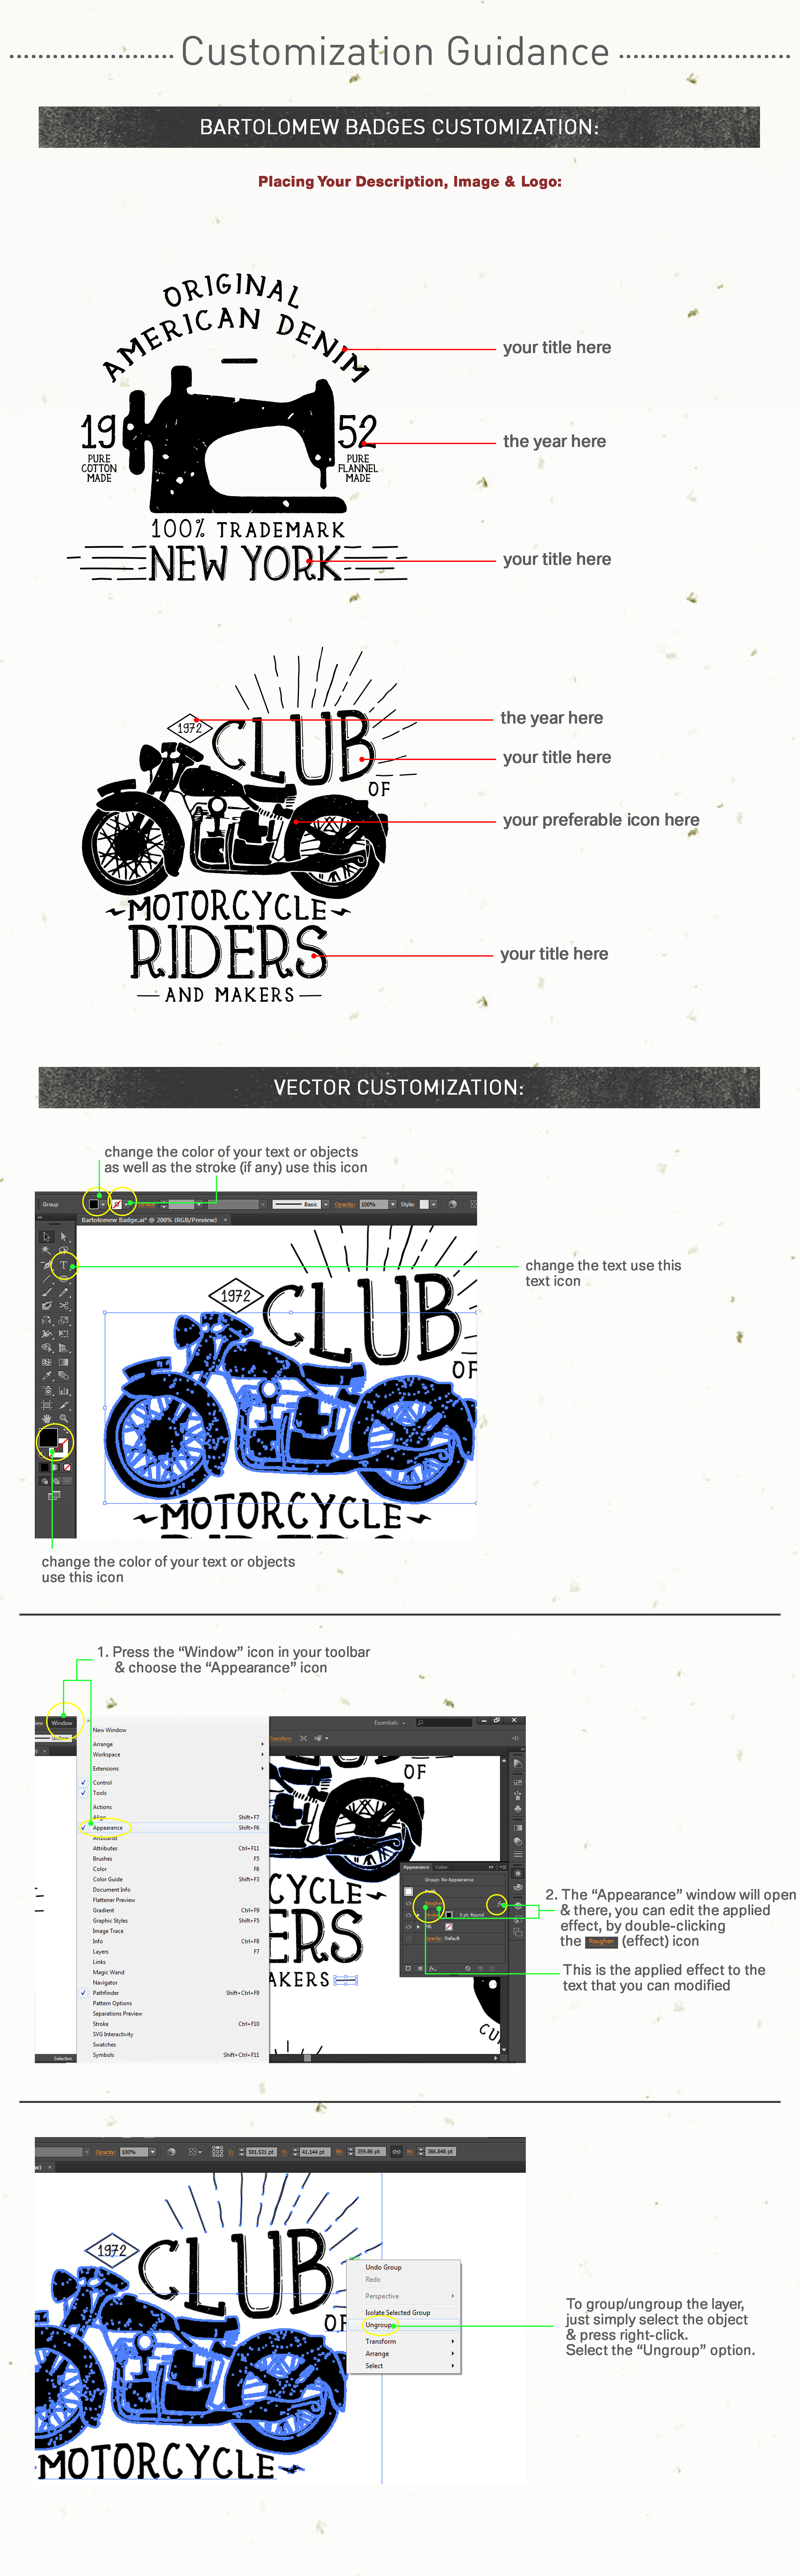 Customization Guidance
BARTOLOMEW BADGES CUSTOMIZATION:
Placing Your Description, Image & Logo:
ORIGINAL
AMERICAN DENIM
your title here
19
52
the year here
PURE
COTTON
MADE
PURE
FLANNEL
MADE
100% TRADEMARK
NEW YORK
your title here
1972
the year here
CLUB
your title here
OF
your preferable icon here
MOTORCYCLE
RIDERS
your title here
AND MAKERS
VECTOR CUSTOMIZATION:
change the color of your text or objects
as well as the stroke (if any) use this icon
Group
Stroke:
Basic
Opacity:
100%
Style:
Bartolomew Badge.ai* @ 200% (RGB/Preview)
change the text use this
text icon
1972
CLUB
OF
MOTORCYCLE
change the color of your text or objects
use this icon
1. Press the “Window” icon in your toolbar
& choose the “Appearance” icon
Window
Essentials
New Window
Arrange
Workspace
Extensions
Control
Tools
Actions
Align Shift+F7
Appearance Shift+F6
Artboards
Attributes Ctrl+F11
Brushes F5
Color F6
Color Guide Shift+F3
Document Info
Flattener Preview
Gradient Ctrl+F9
Graphic Styles Shift+F5
Image Trace
Info Ctrl+F8
Layers F7
Links
Magic Wand
Navigator
Pathfinder Shift+Ctrl+F9
Pattern Options
Separations Preview
Stroke Ctrl+F10
SVG Interactivity
Swatches
Symbols Shift+Ctrl+F11
Transform
OF
CYCLE
ERS
AKERS
CU
Selection
Appearance Color
Group: No Appearance
Path
Roughen
1 pt. Round
Opacity: Default
2. The “Appearance” window will open
& there, you can edit the applied
effect, by double-clicking
the Roughen (effect) icon
This is the applied effect to the
text that you can modified
Opacity: 100%
X: 581.531 pt
Y: 41.144 pt
W: 359.86 pt
H: 386.848 pt
1972
CLUB
OF
MOTORCYCLE
Undo Group
Redo
Perspective
Isolate Selected Group
Ungroup
Transform
Arrange
Select
To group/ungroup the layer,
just simply select the object
& press right-click.
Select the “Ungroup” option.